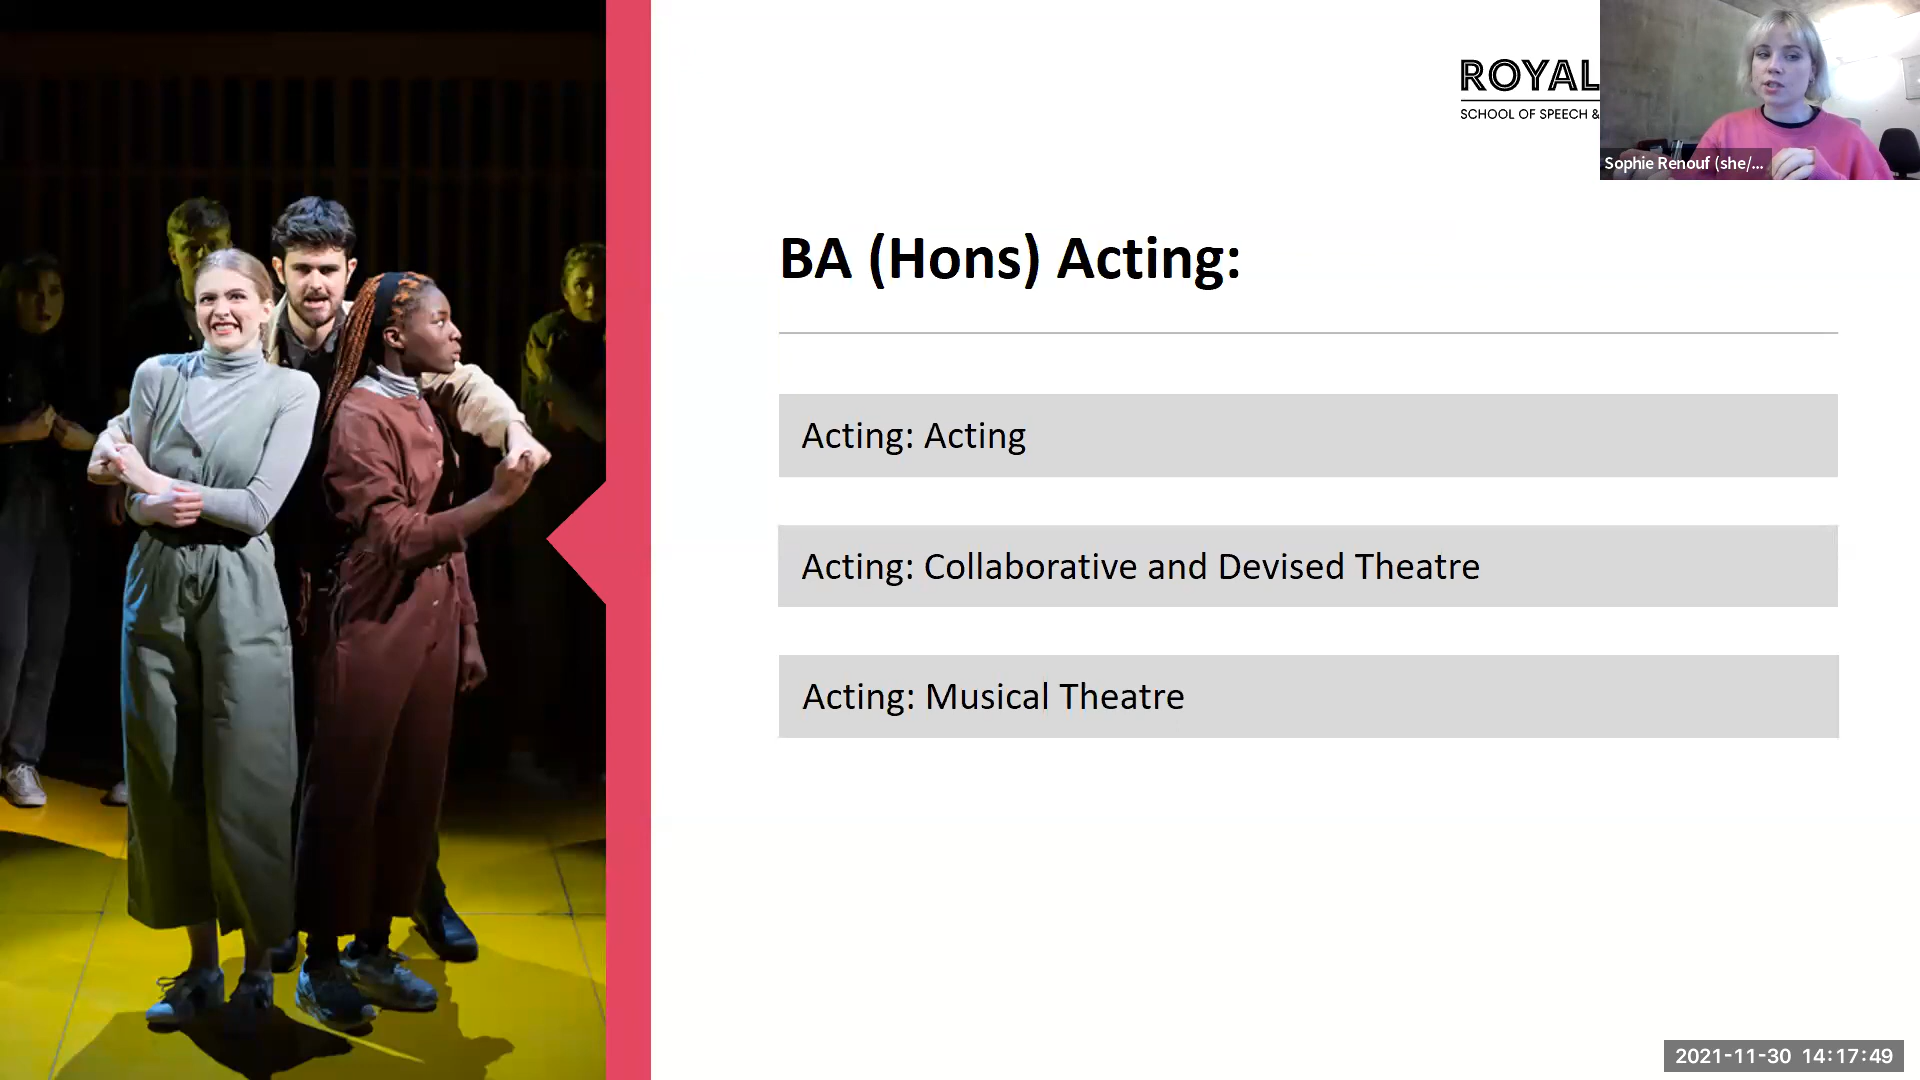 ROYAL
SCHOOL OF SPEECH &
Sophie Renouf (she/...
BA (Hons) Acting:
Acting: Acting
Acting: Collaborative and Devised Theatre
Acting: Musical Theatre
2021-11-30 14:17:49